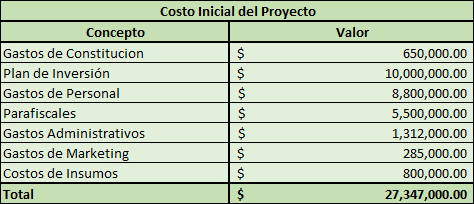 Costo Inicial del Proyecto
Concepto Valor
Gastos de Constitucion $ 650,000.00
Plan de Inversión $ 10,000,000.00
Gastos de Personal $ 8,800,000.00
Parafiscales $ 5,500,000.00
Gastos Administrativos $ 1,312,000.00
Gastos de Marketing $ 285,000.00
Costos de Insumos $ 800,000.00
Total $ 27,347,000.00